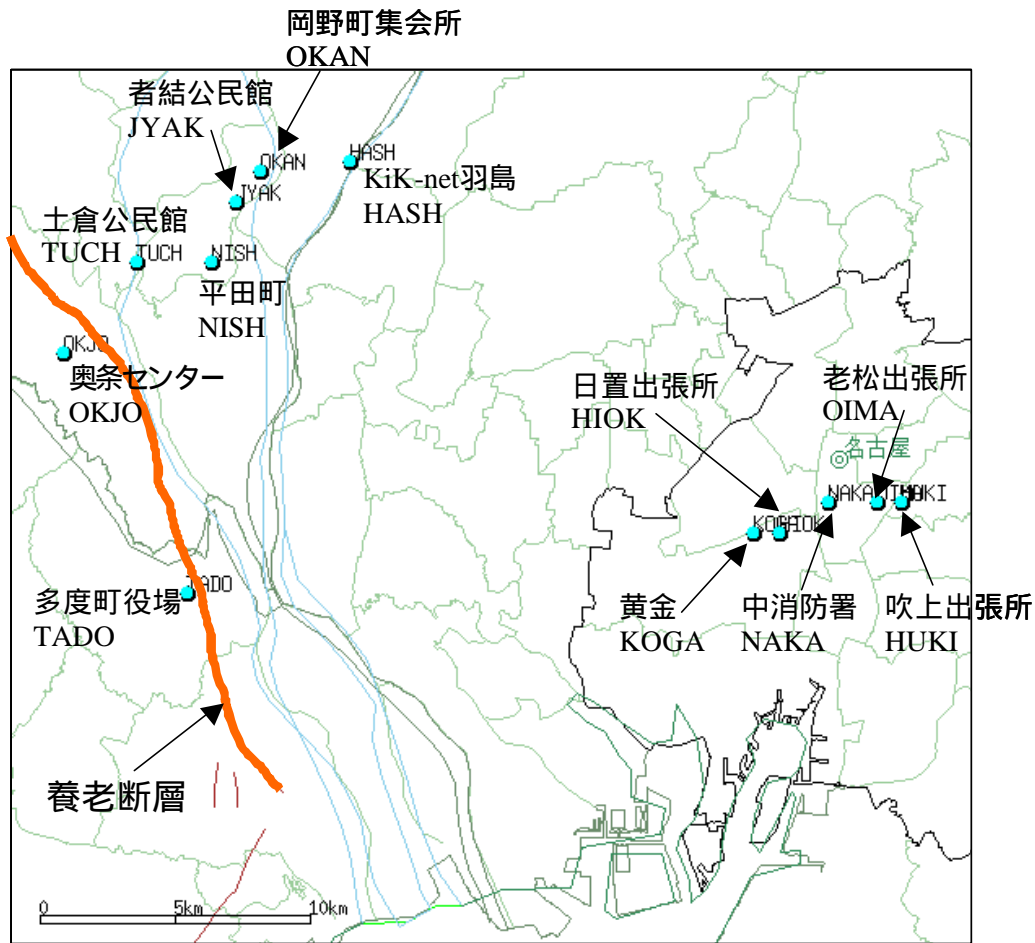 岡野町集会所
OKAN
者結公民館
JYAK
OKAN
HASH
KiK-net羽島
HASH
JYAK
土倉公民館
TUCH
TUCH
NISH
平田町
NISH
OKJO
奥条センター
OKJO
日置出張所
HIOK
老松出張所
OIMA
名古屋
NAKA
KOGA
多度町役場
TADO
TADO
黄金
KOGA
中消防署
NAKA
吹上出張所
HUKI
養老断層
0
5km
10km